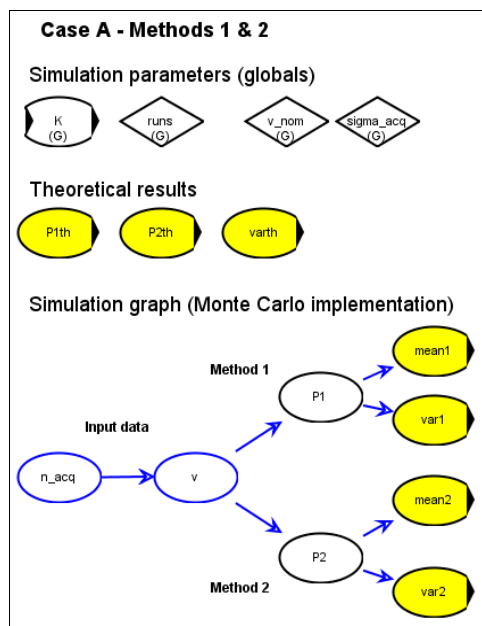 Case A - Methods 1 & 2
Simulation parameters (globals)
K
(G)
runs
(G)
v_nom
(G)
sigma_acq
(G)
Theoretical results
P1th
P2th
varth
Simulation graph (Monte Carlo implementation)
mean1
Method 1
P1
var1
Input data
n_acq
v
mean2
P2
Method 2
var2